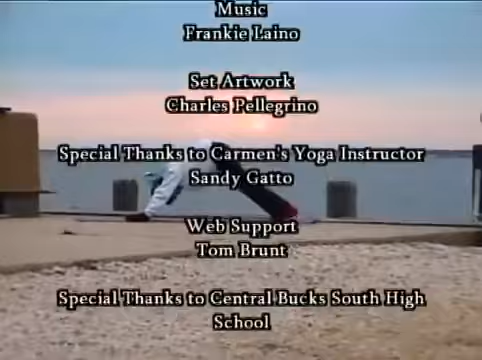 Music
Frankie Laino
Set Artwork
Charles Pellegrino
Special Thanks to Carmen's Yoga Instructor
Sandy Gatto
Web Support
Tom Brunt
Special Thanks to Central Bucks South High
School